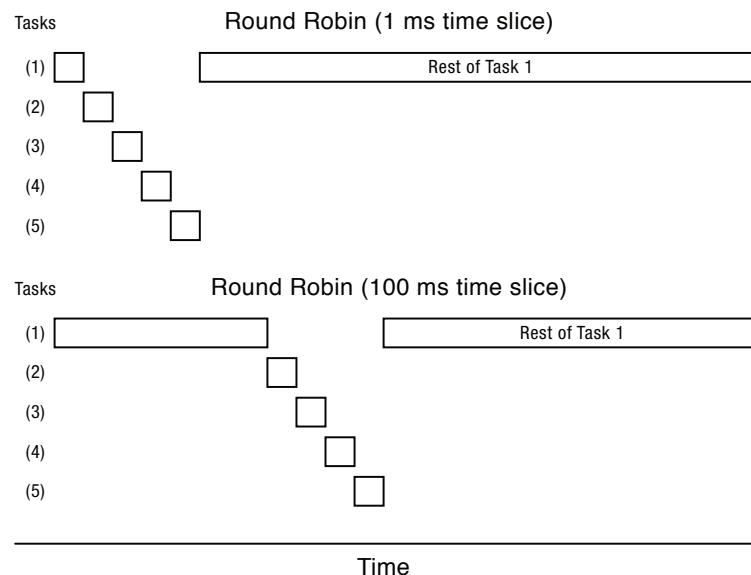 Tasks Round Robin (1 ms time slice)
(1) Rest of Task 1
(2)
(3)
(4)
(5)
Tasks Round Robin (100 ms time slice)
(1) Rest of Task 1
(2)
(3)
(4)
(5)
Time